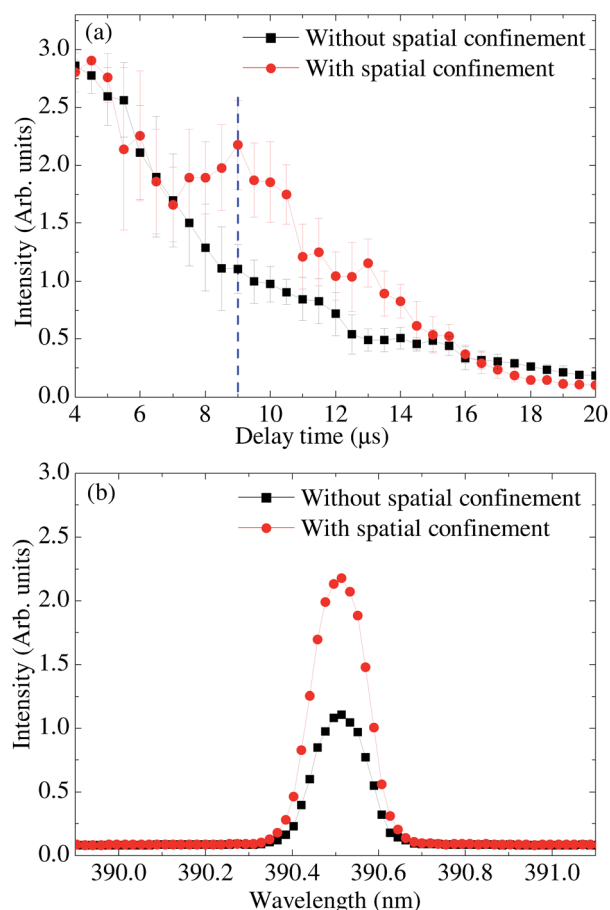 (a)
Without spatial confinement
With spatial confinement
Intensity (Arb. units)
3.0
2.5
2.0
1.5
1.0
0.5
0.0
4 6 8 10 12 14 16 18 20
Delay time (μs)
(b)
Without spatial confinement
With spatial confinement
Intensity (Arb. units)
3.0
2.5
2.0
1.5
1.0
0.5
0.0
390.0 390.2 390.4 390.6 390.8 391.0
Wavelength (nm)